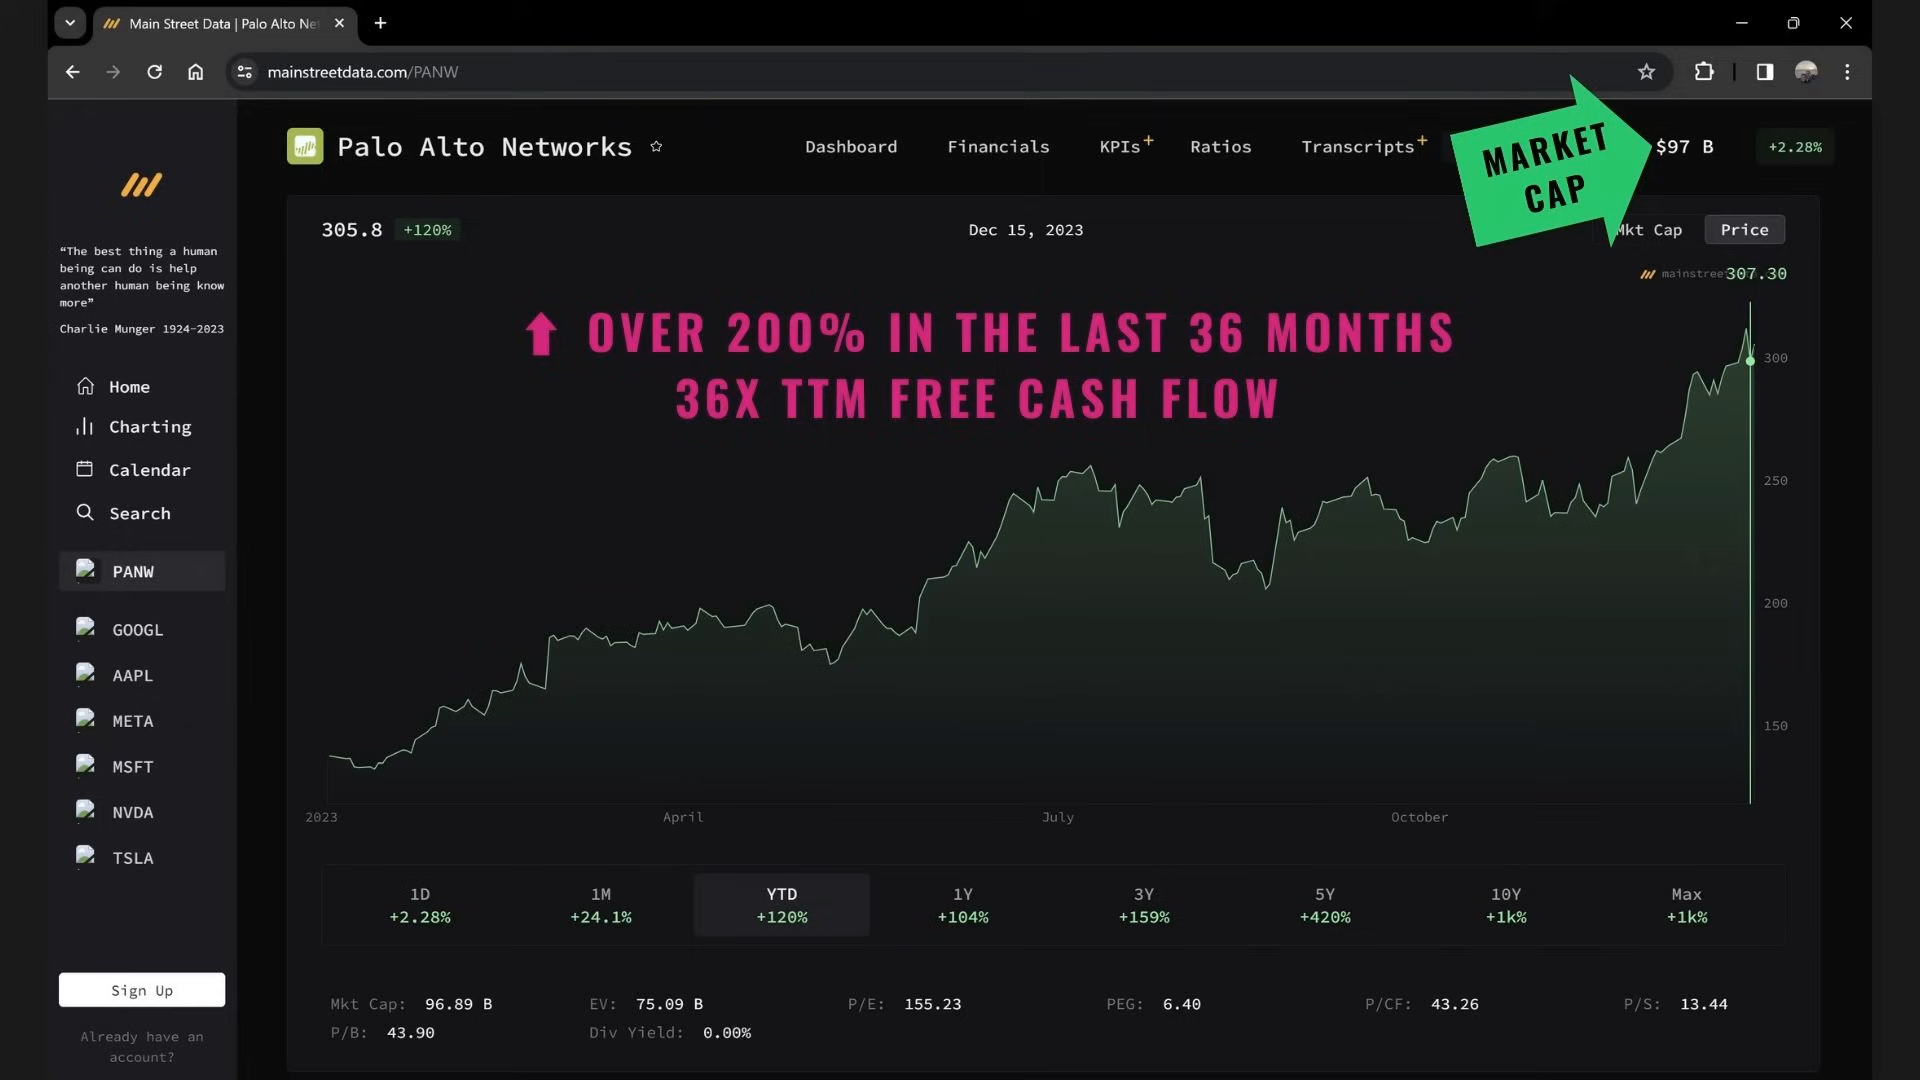 Main Street Data | Palo Alto Ne
mainstreetdata.com/PANW
Palo Alto Networks
Dashboard
Financials
KPIs+
Ratios
Transcripts+
MARKET
CAP
$97 B
+2.28%
“The best thing a human
being can do is help
another human being know
more”
Charlie Munger 1924-2023
Home
Charting
Calendar
Search
PANW
GOOGL
AAPL
META
MSFT
NVDA
TSLA
Sign Up
Already have an
account?
305.8 +120%
Dec 15, 2023
Mkt Cap
Price
307.30
OVER 200% IN THE LAST 36 MONTHS
36X TTM FREE CASH FLOW
300
250
200
150
2023 April July October
1D 1M YTD 1Y 3Y 5Y 10Y Max
+2.28% +24.1% +120% +104% +159% +420% +1k% +1k%
Mkt Cap: 96.89 B EV: 75.09 B P/E: 155.23 PEG: 6.40 P/CF: 43.26 P/S: 13.44
P/B: 43.90 Div Yield: 0.00%